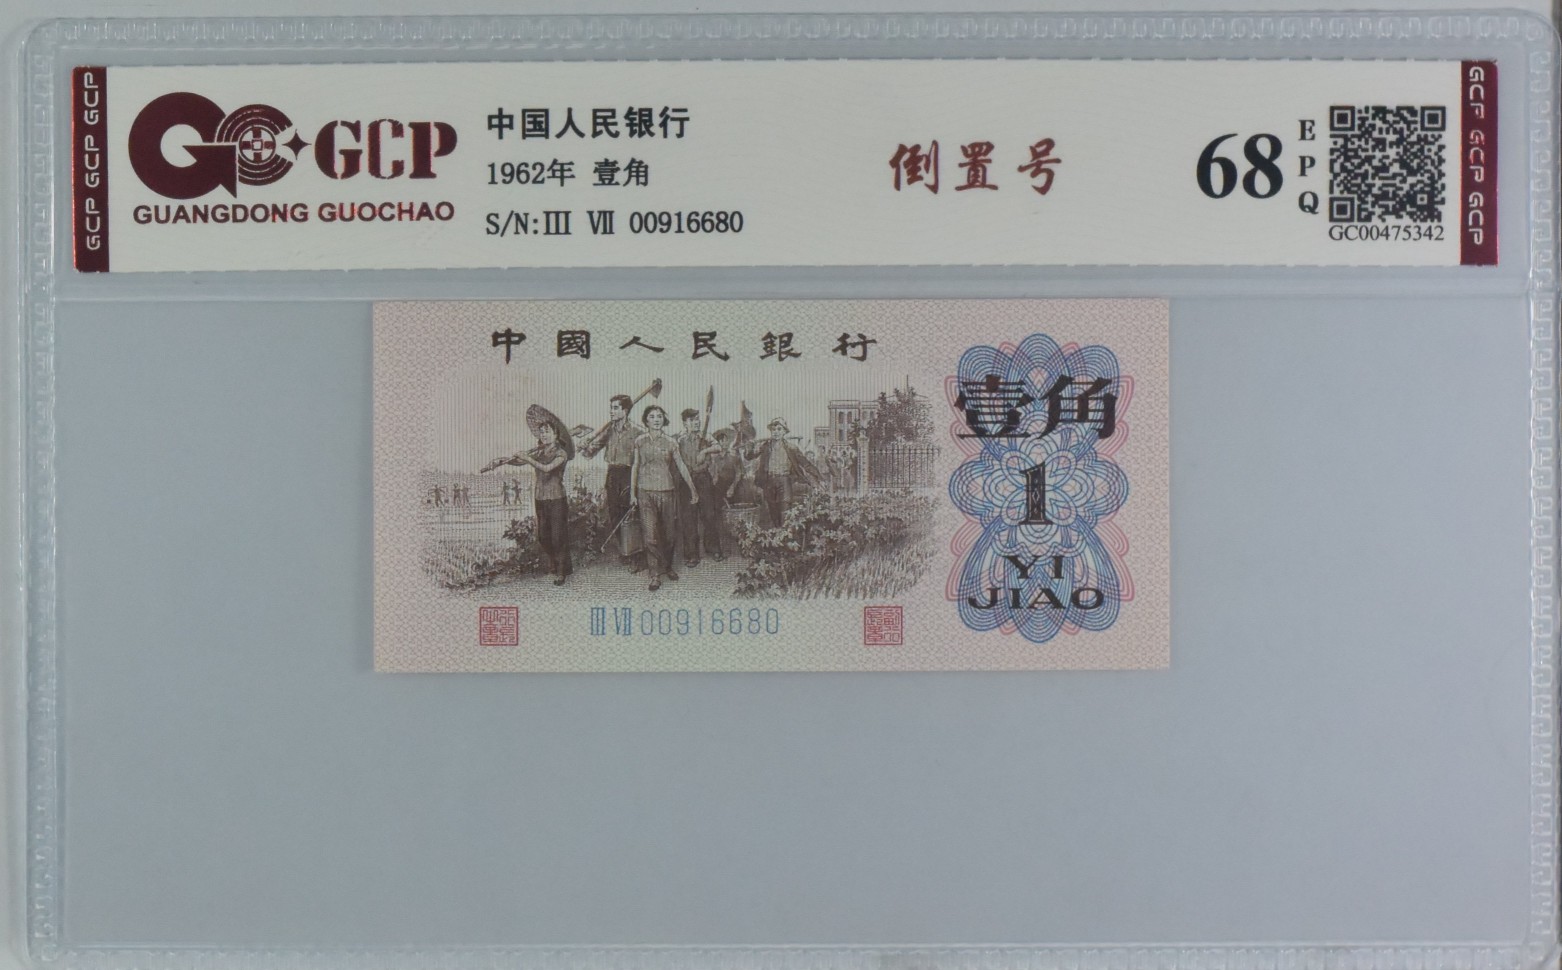 GCP GCP GCP
GCP
GUANGDONG GUOCHAO
中国人民银行
1962年 壹角
S/N:III VII 00916680
倒置号
68
EPQ
GC00475342
GCP GCP GCP
中國人民銀行
壹角
1
YI
JIAO
III VII 00916680